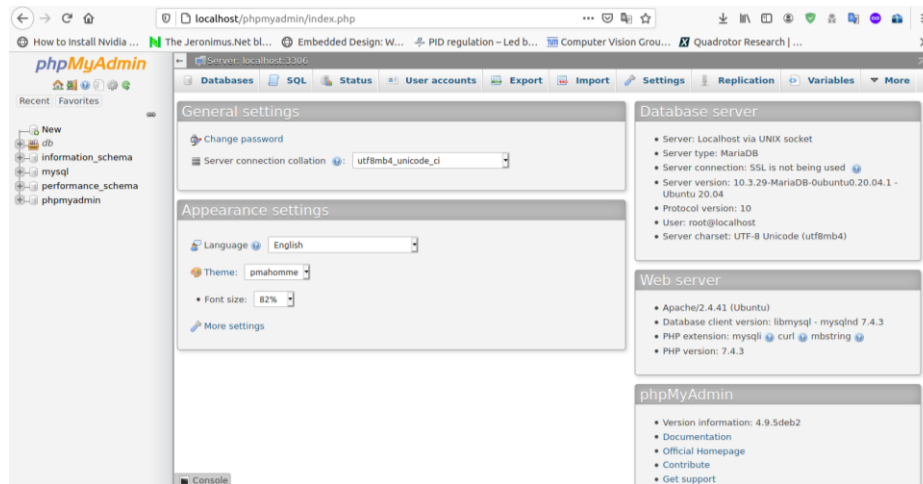 localhost/phpmyadmin/index.php
How to Install Nvidia ... The Jeronimus.Net bl... Embedded Design: W... PID regulation – Led b... Computer Vision Grou... Quadrotor Research | ...
phpMyAdmin
Recent Favorites
New
db
information_schema
mysql
performance_schema
phpmyadmin
Server: localhost:3306
Databases SQL Status User accounts Export Import Settings Replication Variables More
General settings
Change password
Server connection collation : utf8mb4_unicode_ci
Appearance settings
Language English
Theme: pmahomme
• Font size: 82%
More settings
Database server
• Server: Localhost via UNIX socket
• Server type: MariaDB
• Server connection: SSL is not being used
• Server version: 10.3.29-MariaDB-0ubuntu0.20.04.1 -
Ubuntu 20.04
• Protocol version: 10
• User: root@localhost
• Server charset: UTF-8 Unicode (utf8mb4)
Web server
• Apache/2.4.41 (Ubuntu)
• Database client version: libmysql - mysqlnd 7.4.3
• PHP extension: mysqli curl mbstring
• PHP version: 7.4.3
phpMyAdmin
• Version information: 4.9.5deb2
• Documentation
• Official Homepage
• Contribute
• Get support
Console